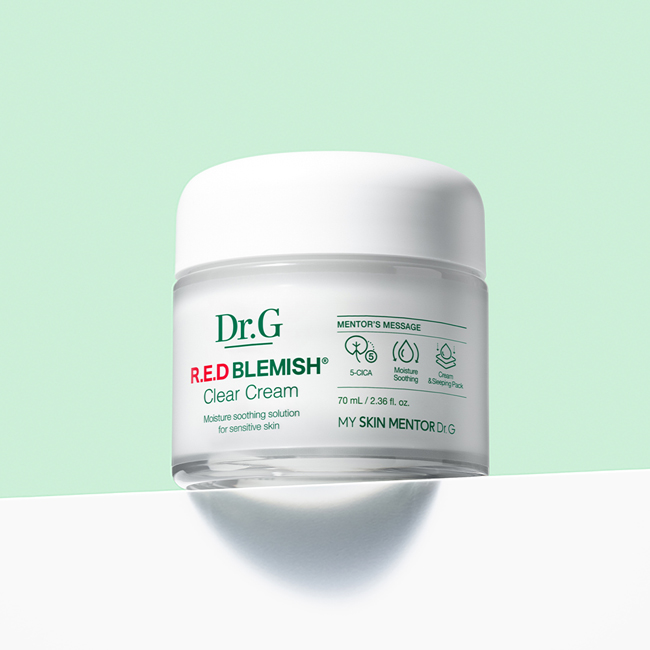 Dr.G
R.E.D BLEMISH®
Clear Cream
Moisture soothing solution
for sensitive skin
MENTOR'S MESSAGE
5
5-CICA
Moisture
Soothing
Cream
& Sleeping Pack
70 mL / 2.36 fl. oz.
MY SKIN MENTOR Dr.G